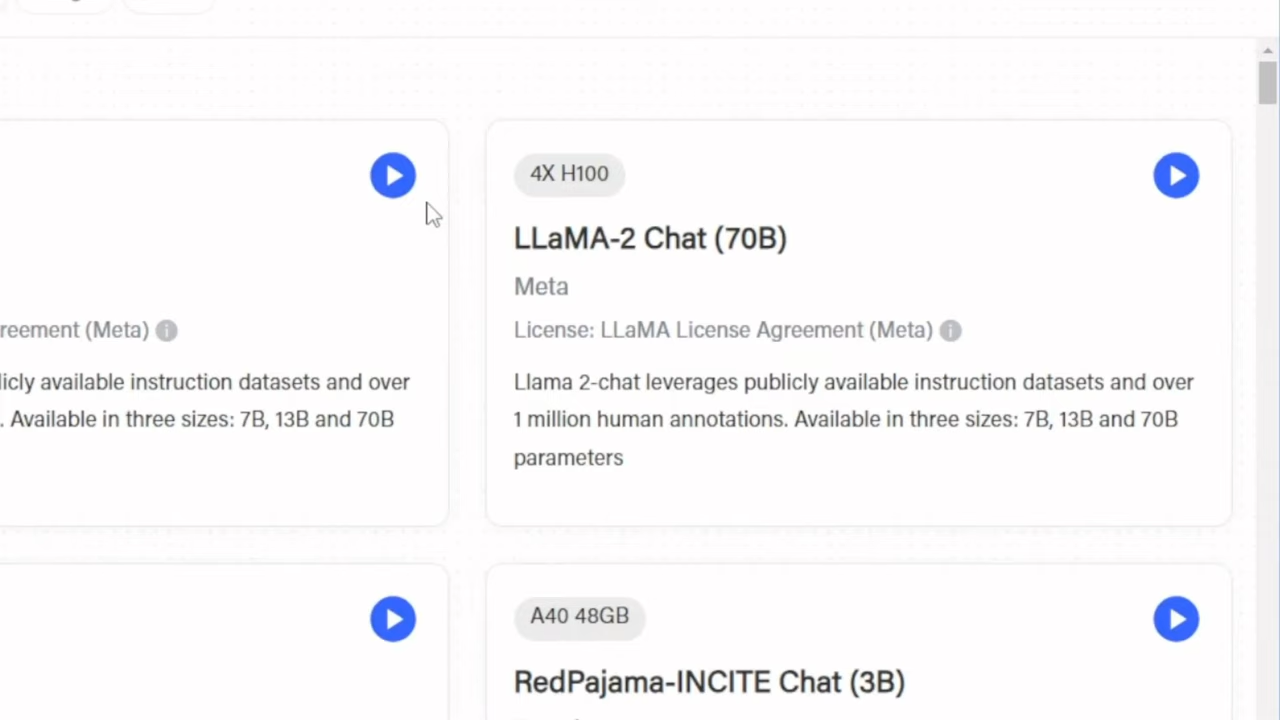 4X H100
LLaMA-2 Chat (70B)
Meta
License: LLaMA License Agreement (Meta)
Llama 2-chat leverages publicly available instruction datasets and over
1 million human annotations. Available in three sizes: 7B, 13B and 70B
parameters
reement (Meta)
licly available instruction datasets and over
. Available in three sizes: 7B, 13B and 70B
A40 48GB
RedPajama-INCITE Chat (3B)